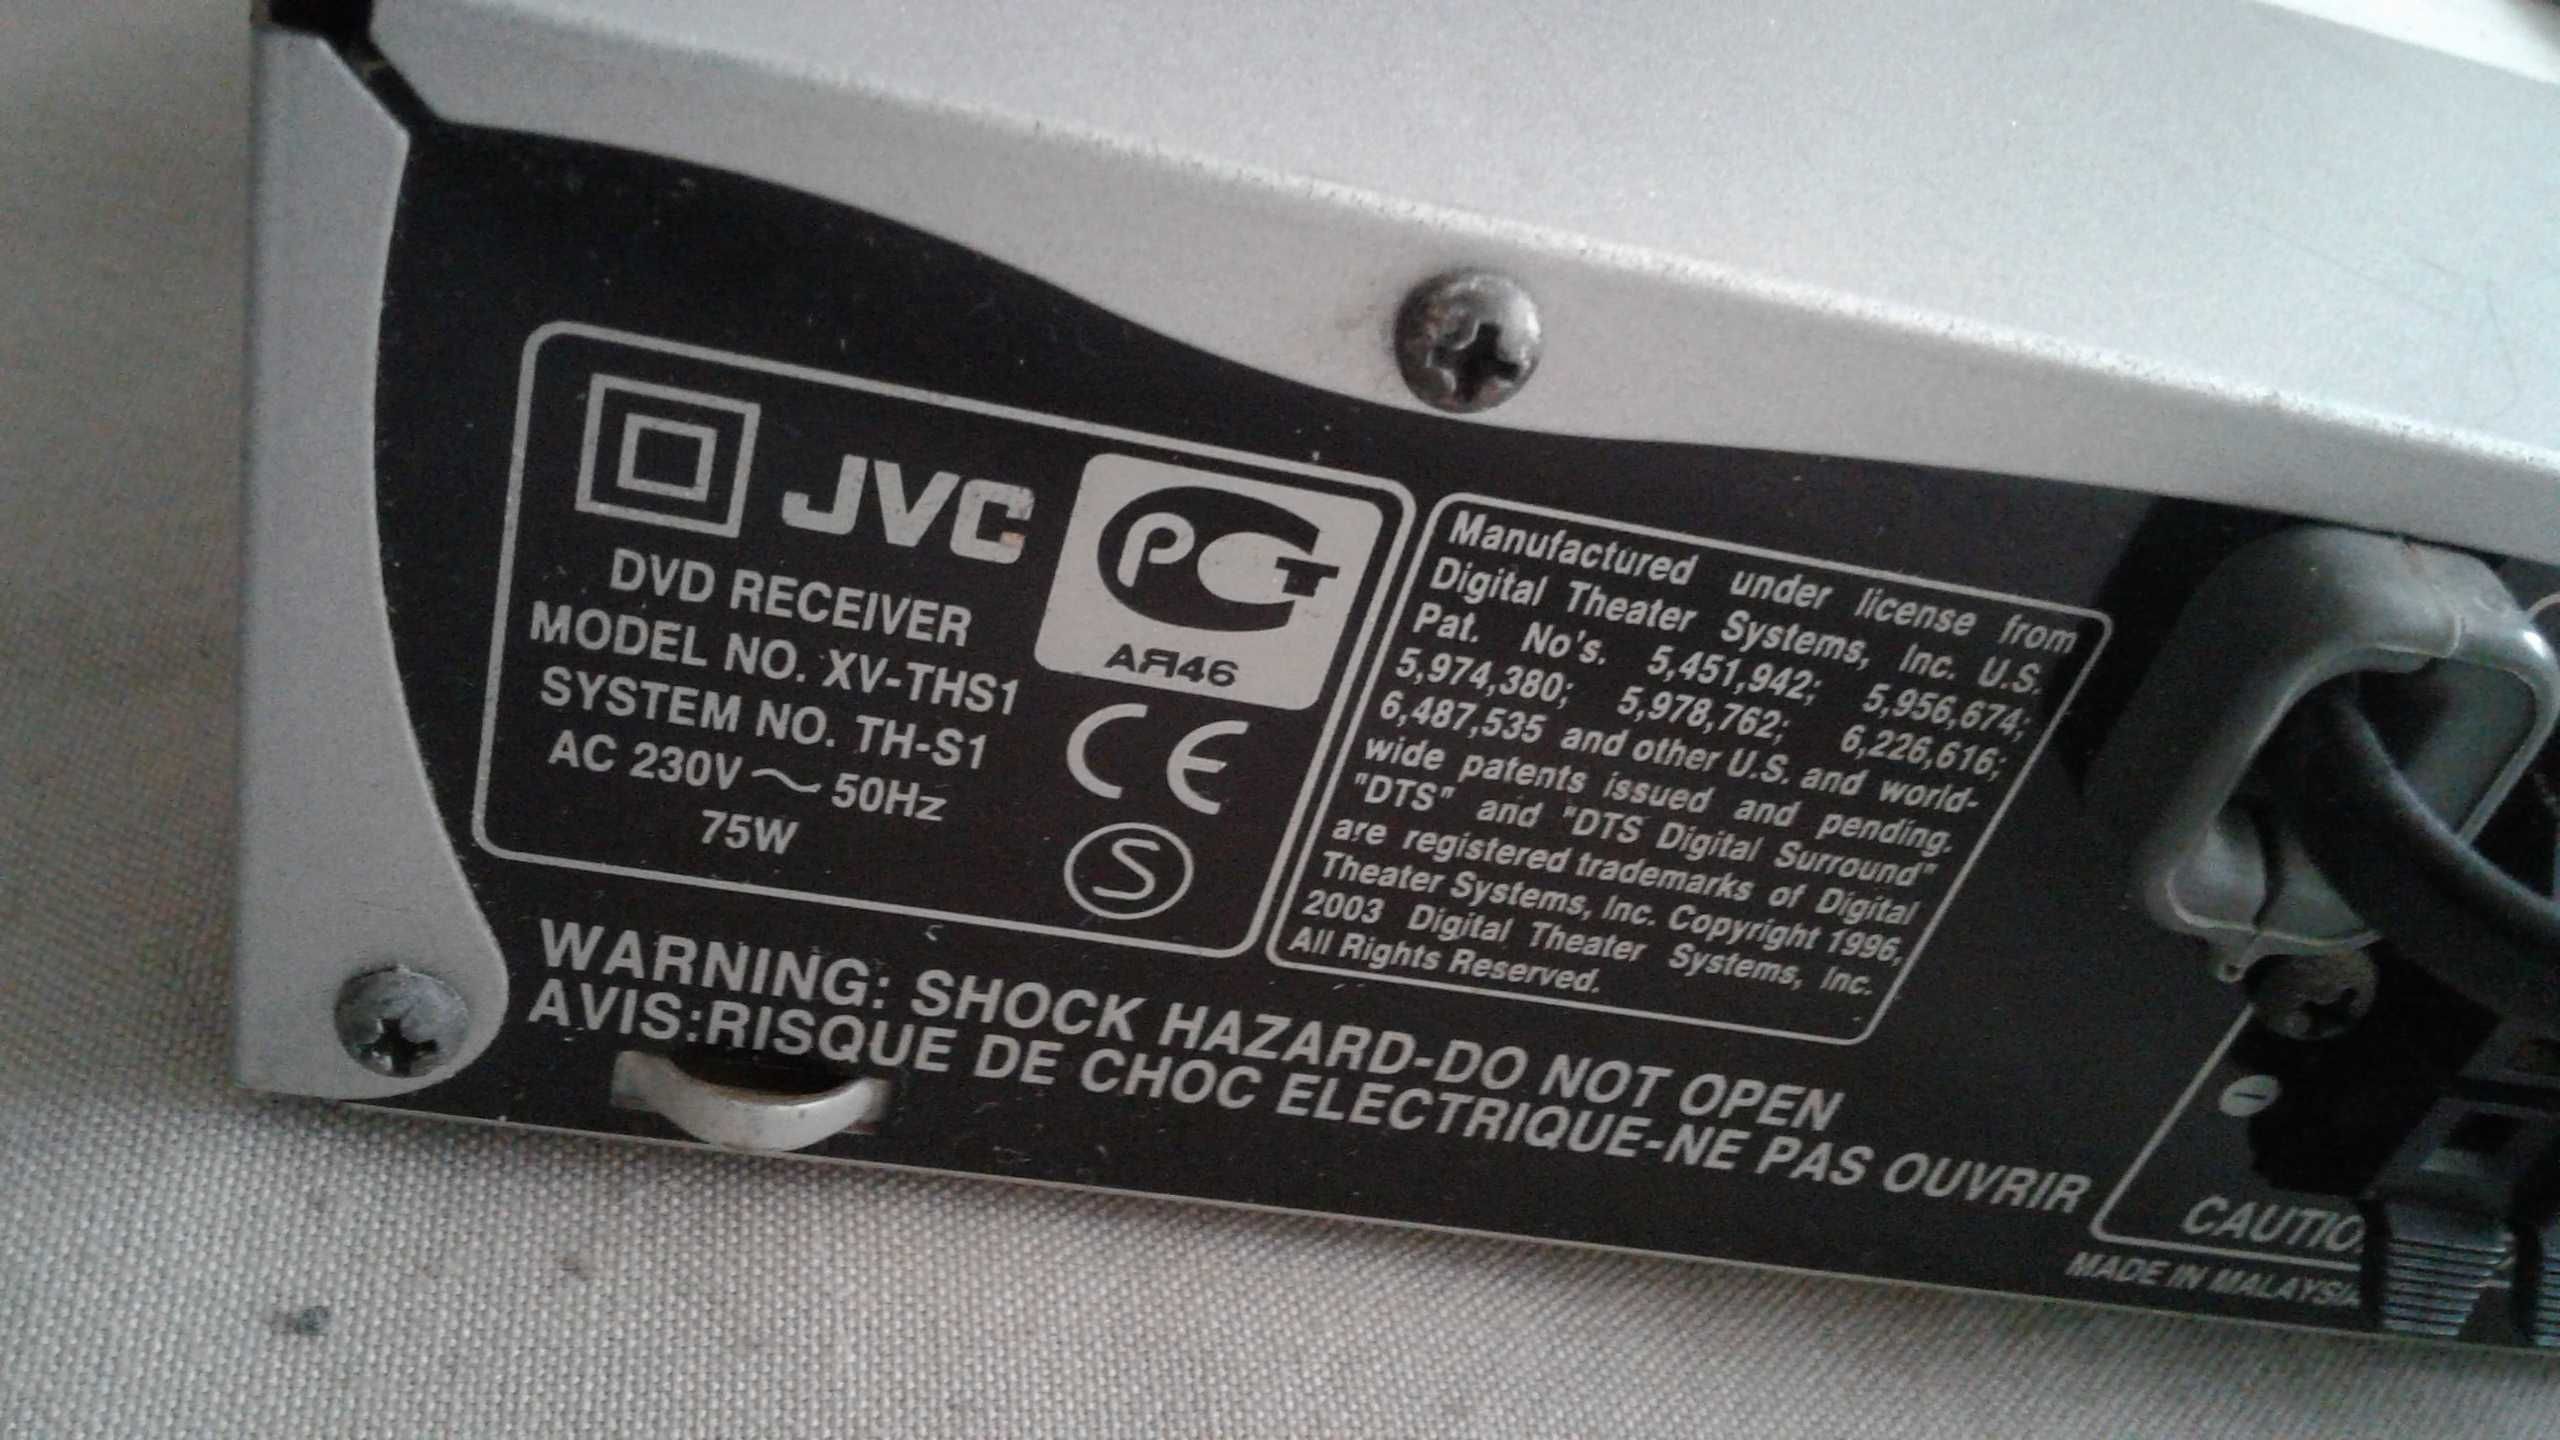 JVC
DVD RECEIVER
MODEL NO. XV-THS1
SYSTEM NO. TH-S1
AC 230V ~ 50Hz
75W
РСТ
АЯ46
CE
S
Manufactured under license from
Digital Theater Systems, Inc. U.S.
Pat. No's. 5,451,942; 5,956,674;
5,974,380; 5,978,762; 6,226,616;
6,487,535 and other U.S. and world-
wide patents issued and pending.
"DTS" and "DTS Digital Surround"
are registered trademarks of Digital
Theater Systems, Inc. Copyright 1996,
2003 Digital Theater Systems, Inc.
All Rights Reserved.
WARNING: SHOCK HAZARD-DO NOT OPEN
AVIS:RISQUE DE CHOC ELECTRIQUE-NE PAS OUVRIR
CAUTIO
MADE IN MALAYSIA